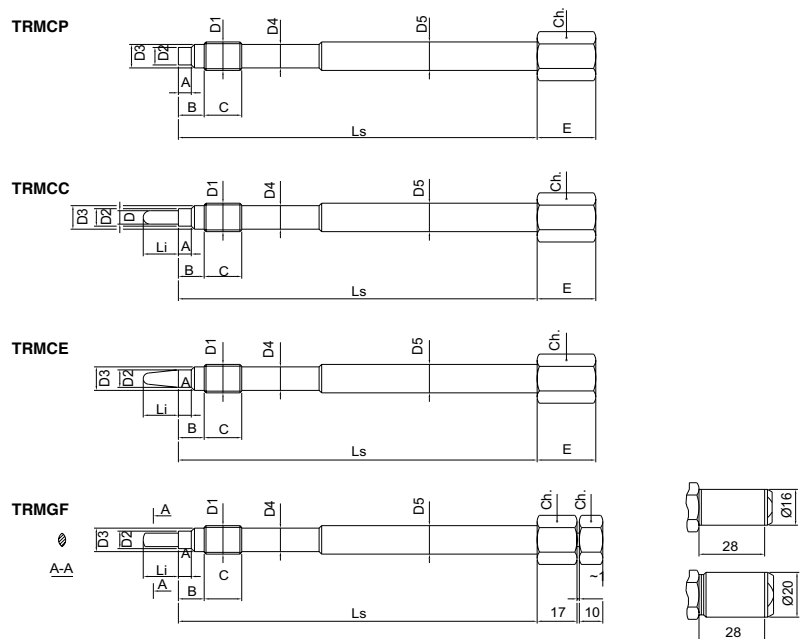 TRMCP
D3
D2
D1
D4
D5
Ch.
A
B
C
Ls
E
TRMCC
D3
D2
D
D1
D4
D5
Ch.
Li
A
B
C
Ls
E
TRMCE
D3
D2
D1
D4
D5
Ch.
Li
A
B
C
Ls
E
TRMGF
A
D3
D2
D1
D4
D5
Ch.
Ch.
A-A
Li
A
A
B
C
~1
Ls
17
10
Ø16
28
Ø20
28